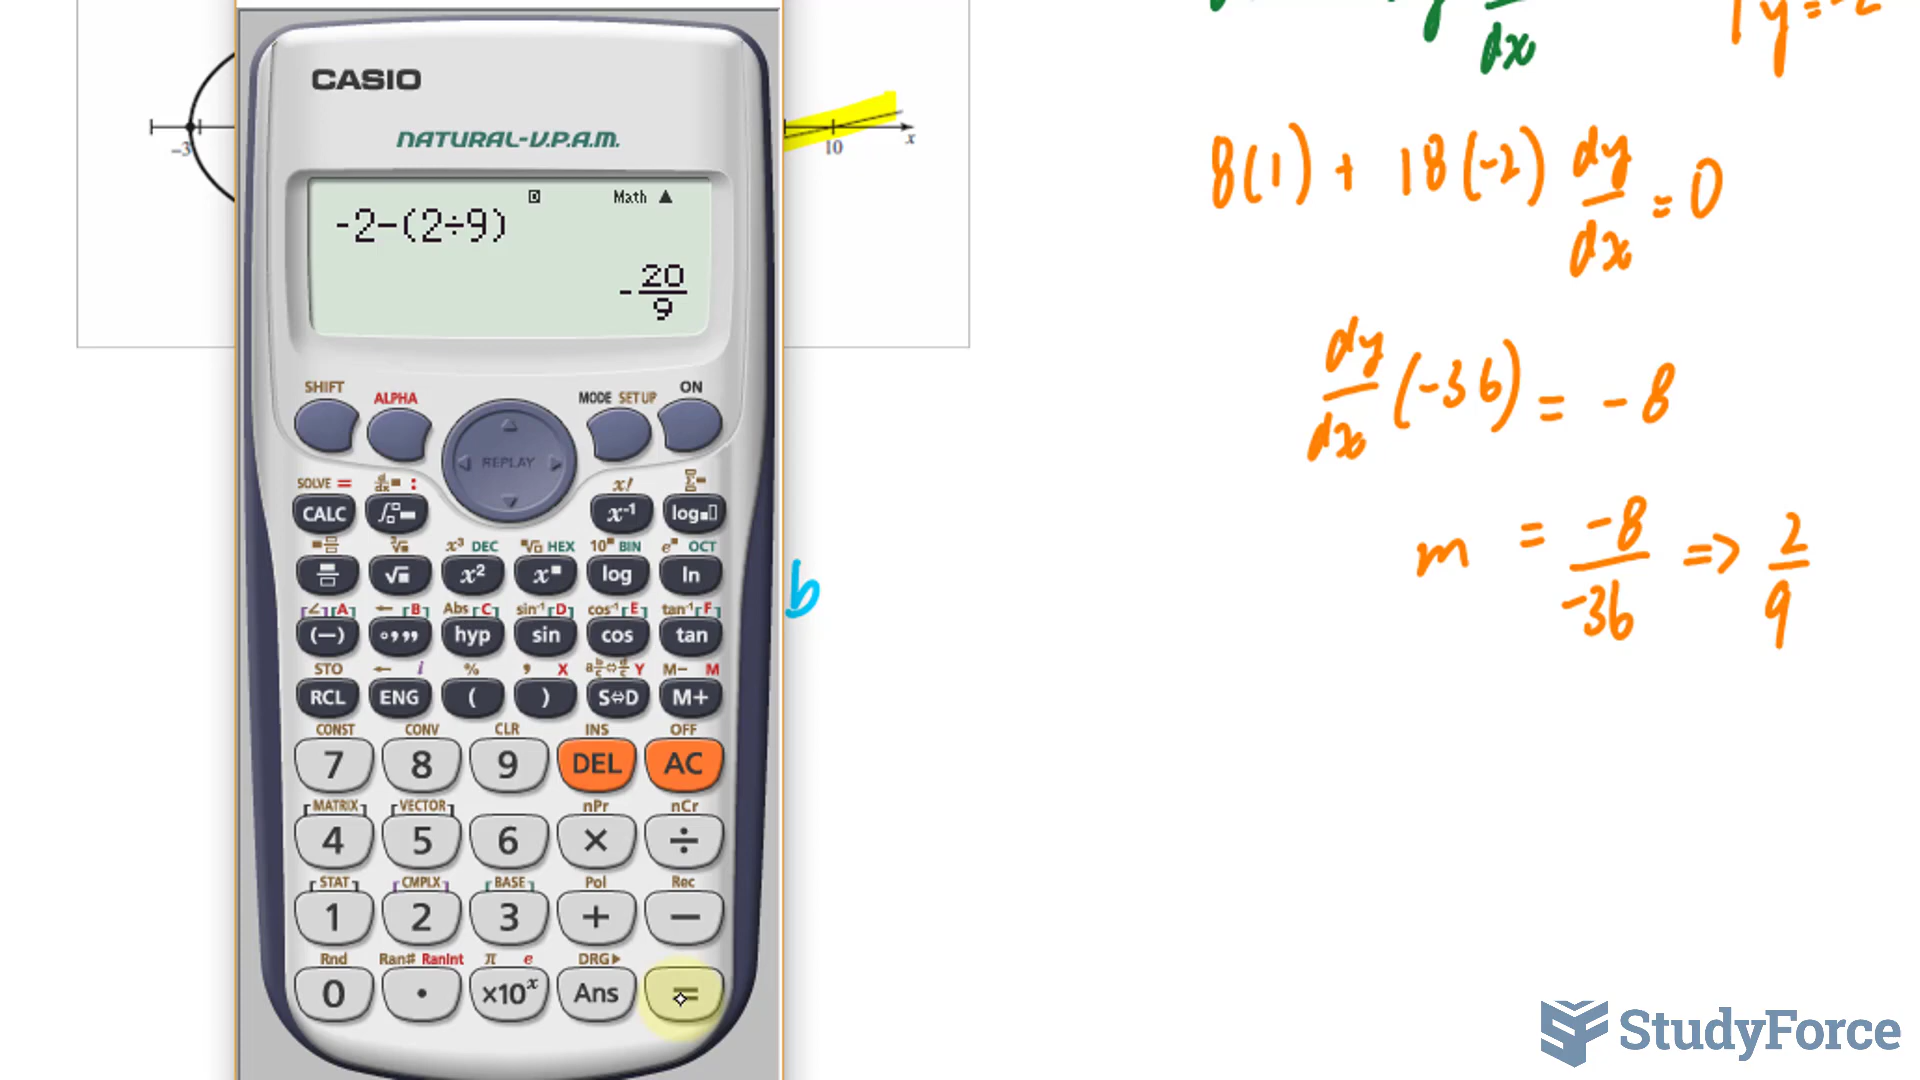 dx
y = -2
8(1) + 18(-2) dy/dx = 0
dy/dx (-36) = -8
m = -8/-36 => 2/9
b
-3
10
x
CASIO
NATURAL-V.P.A.M.
D Math ▲
-2-(2÷9)
-20/9
SHIFT
ALPHA
MODE SETUP
ON
REPLAY
SOLVE = d/dx :
x! Σ
CALC ∫ x⁻¹ log
x³ DEC HEX 10 BIN e OCT
√ x² x log ln
∠ A ← B Abs C sin⁻¹ D cos⁻¹ E tan⁻¹ F
(−) °,,, hyp sin cos tan
STO ← i % , X a b/c⇔d/c Y M− M
RCL ENG ( ) S⇔D M+
CONST CONV CLR INS OFF
7 8 9 DEL AC
MATRIX VECTOR nPr nCr
4 5 6 × ÷
STAT CMPLX BASE Pol Rec
1 2 3 + −
Rnd Ran# RanInt π e DRG▶
0 . ×10ˣ Ans =
StudyForce